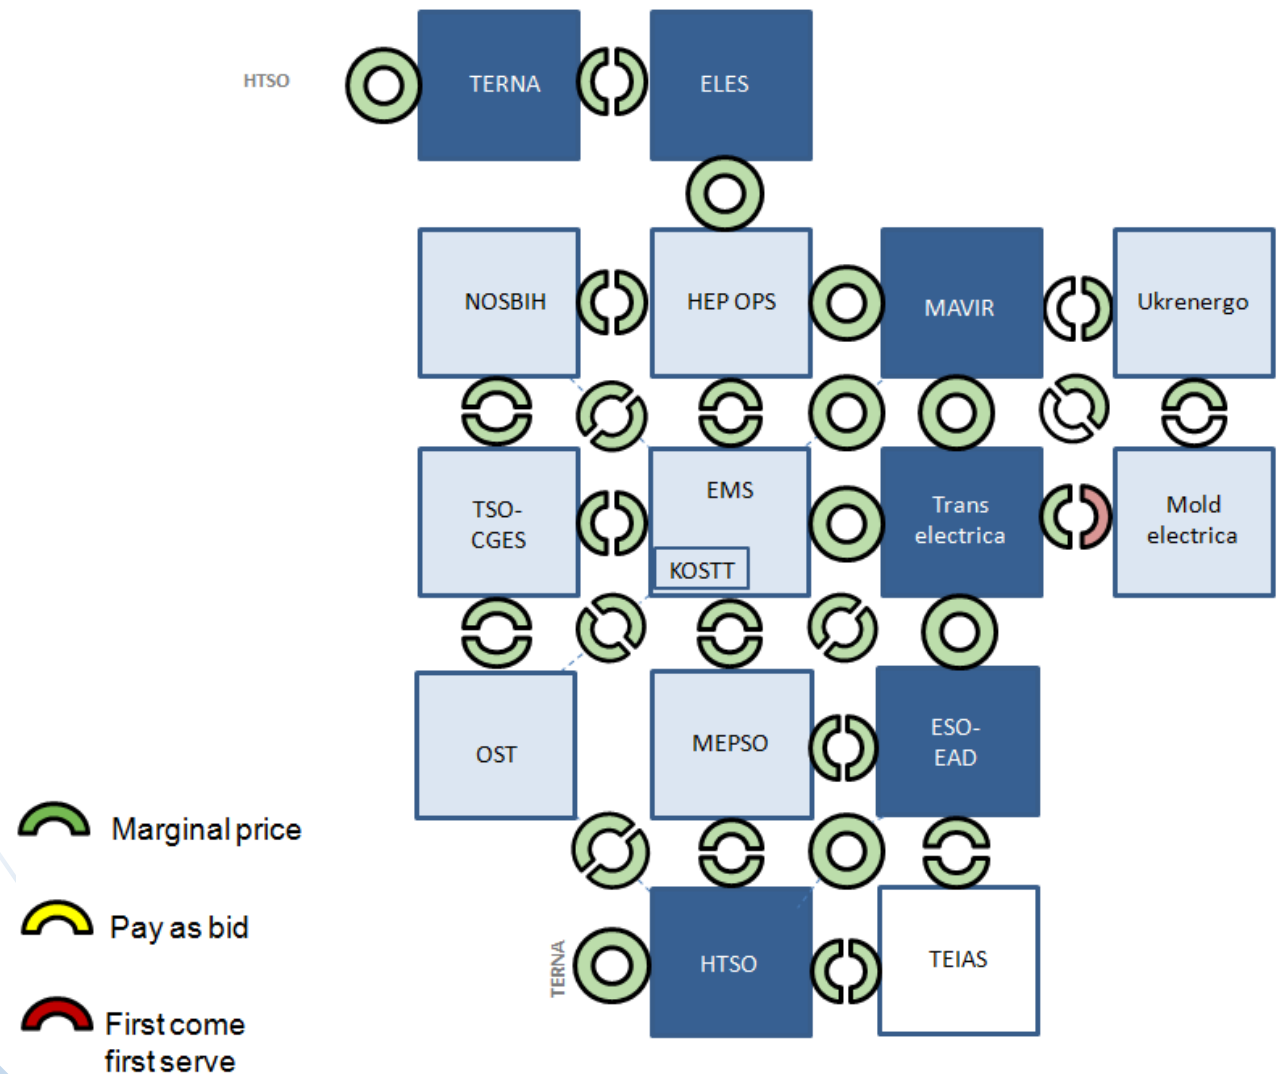 HTSO
TERNA
ELES
NOSBIH
HEP OPS
MAVIR
Ukrenergo
TSO-
CGES
EMS
KOSTT
Trans
electrica
Mold
electrica
OST
MEPSO
ESO-
EAD
Marginal price
Pay as bid
First come
first serve
TERNA
HTSO
TEIAS